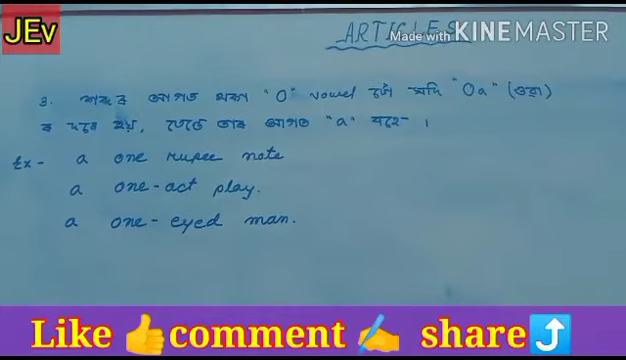 JEv
ARTICLES
Made with KINEMASTER
3. শব্দৰ আগত থকা "O" vowel টো যদি "Oa" (ওৱা)
ৰ দৰে হয়, তেন্তে তাৰ আগত "a" বহে।
Ex - a one rupee note
a one-act play.
a one-eyed man.
Like comment share